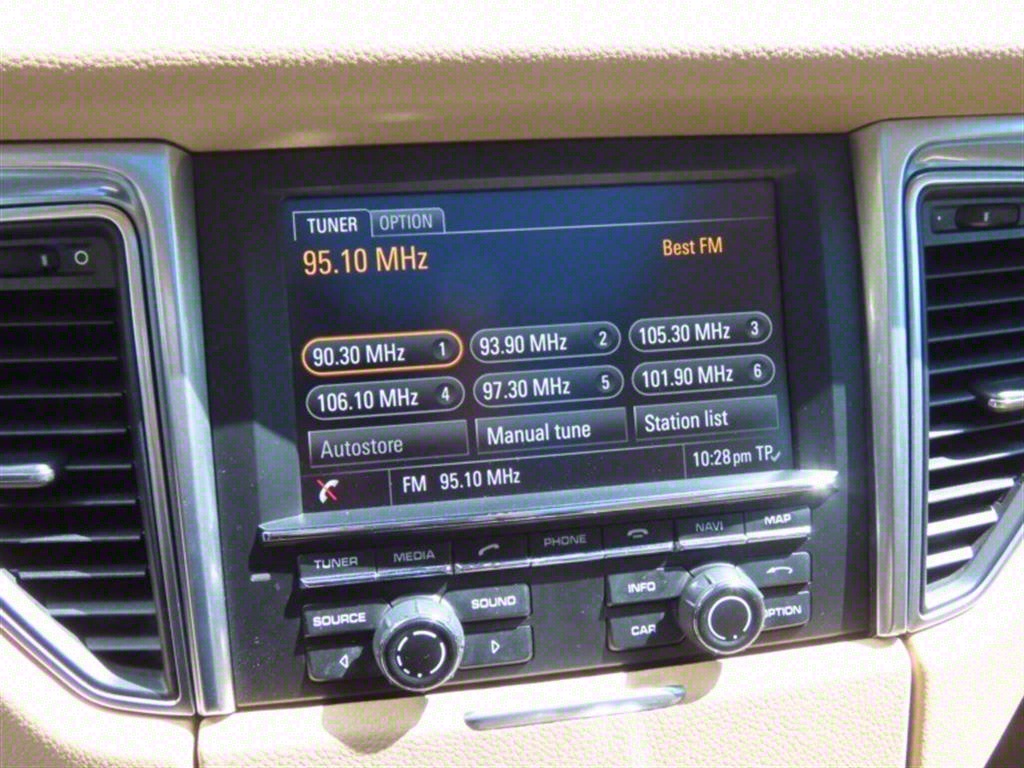 TUNER OPTION
95.10 MHz Best FM
90.30 MHz 1 93.90 MHz 2 105.30 MHz 3
106.10 MHz 4 97.30 MHz 5 101.90 MHz 6
Autostore Manual tune Station list
FM 95.10 MHz 10:28 pm TP
TUNER MEDIA PHONE NAVI MAP
SOURCE SOUND INFO
CAR OPTION